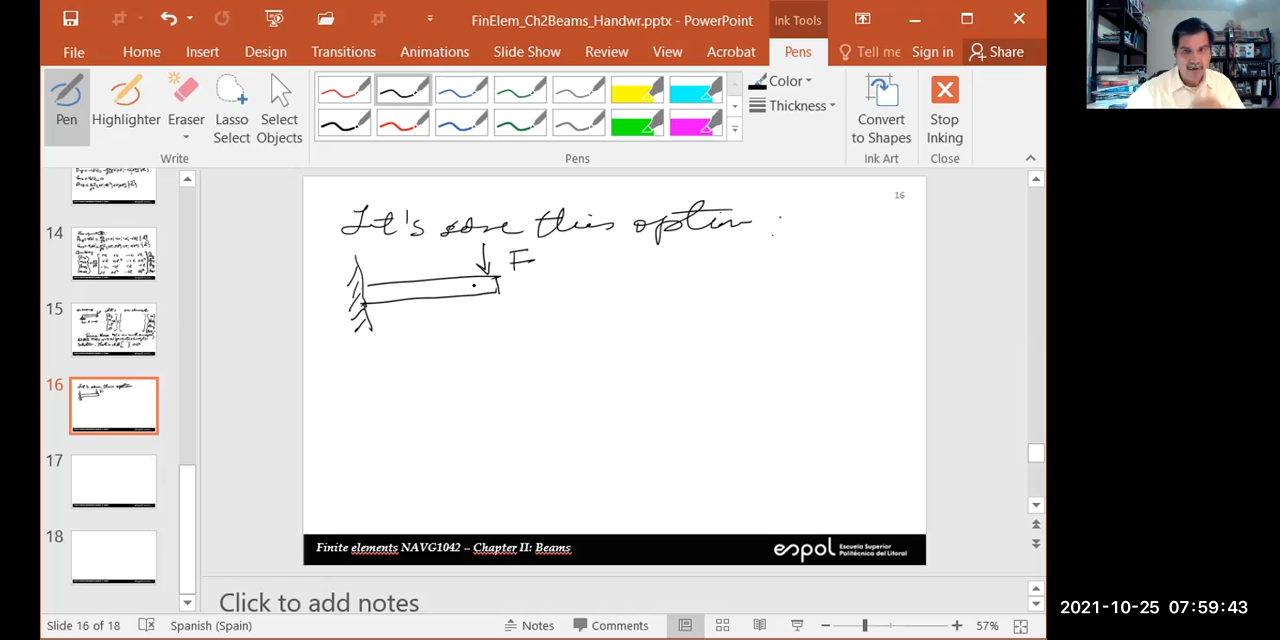 FinElem_Ch2Beams_Handwr.pptx - PowerPoint
Ink Tools
File
Home
Insert
Design
Transitions
Animations
Slide Show
Review
View
Acrobat
Pens
Tell me
Sign in
Share
Pen
Highlighter
Eraser
Lasso
Select
Select
Objects
Color
Thickness
Convert
to Shapes
Stop
Inking
Write
Pens
Ink Art
Close
14
15
16
17
18
16
Let's solve this option :
F
Finite elements NAVG1042 – Chapter II: Beams
espol
Escuela Superior
Politécnica del Litoral
Click to add notes
Slide 16 of 18
Spanish (Spain)
Notes
Comments
57%
2021-10-25 07:59:43